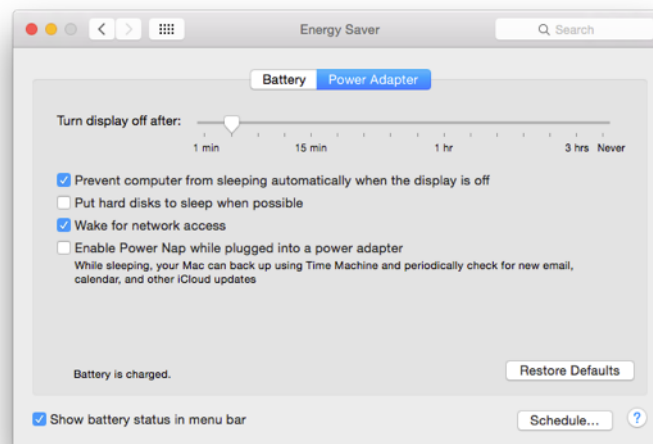 Energy Saver
Search
Battery Power Adapter
Turn display off after:
1 min 15 min 1 hr 3 hrs Never
Prevent computer from sleeping automatically when the display is off
Put hard disks to sleep when possible
Wake for network access
Enable Power Nap while plugged into a power adapter
While sleeping, your Mac can back up using Time Machine and periodically check for new email,
calendar, and other iCloud updates
Battery is charged.
Restore Defaults
Show battery status in menu bar
Schedule...
?